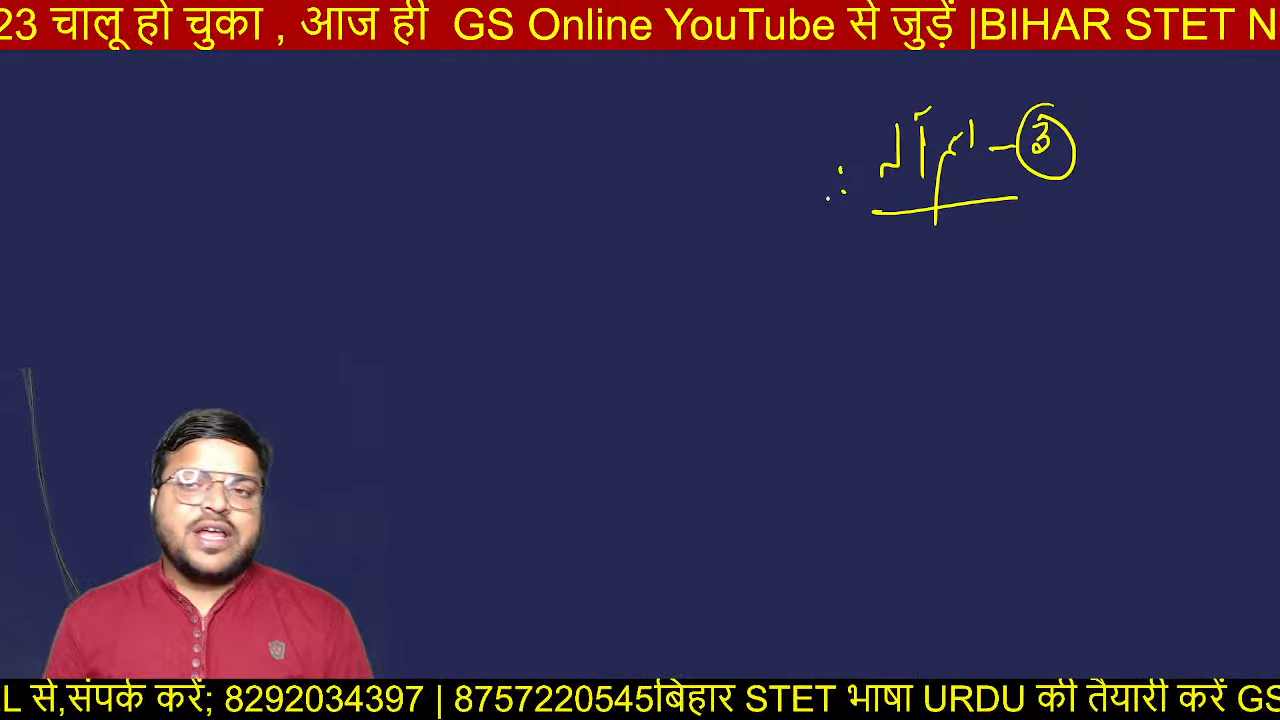 23 चालू हो चुका , आज ही GS Online YouTube से जुड़ें |BIHAR STET N
L से,संपर्क करें; 8292034397 | 8757220545बिहार STET भाषा URDU की तैयारी करें GS